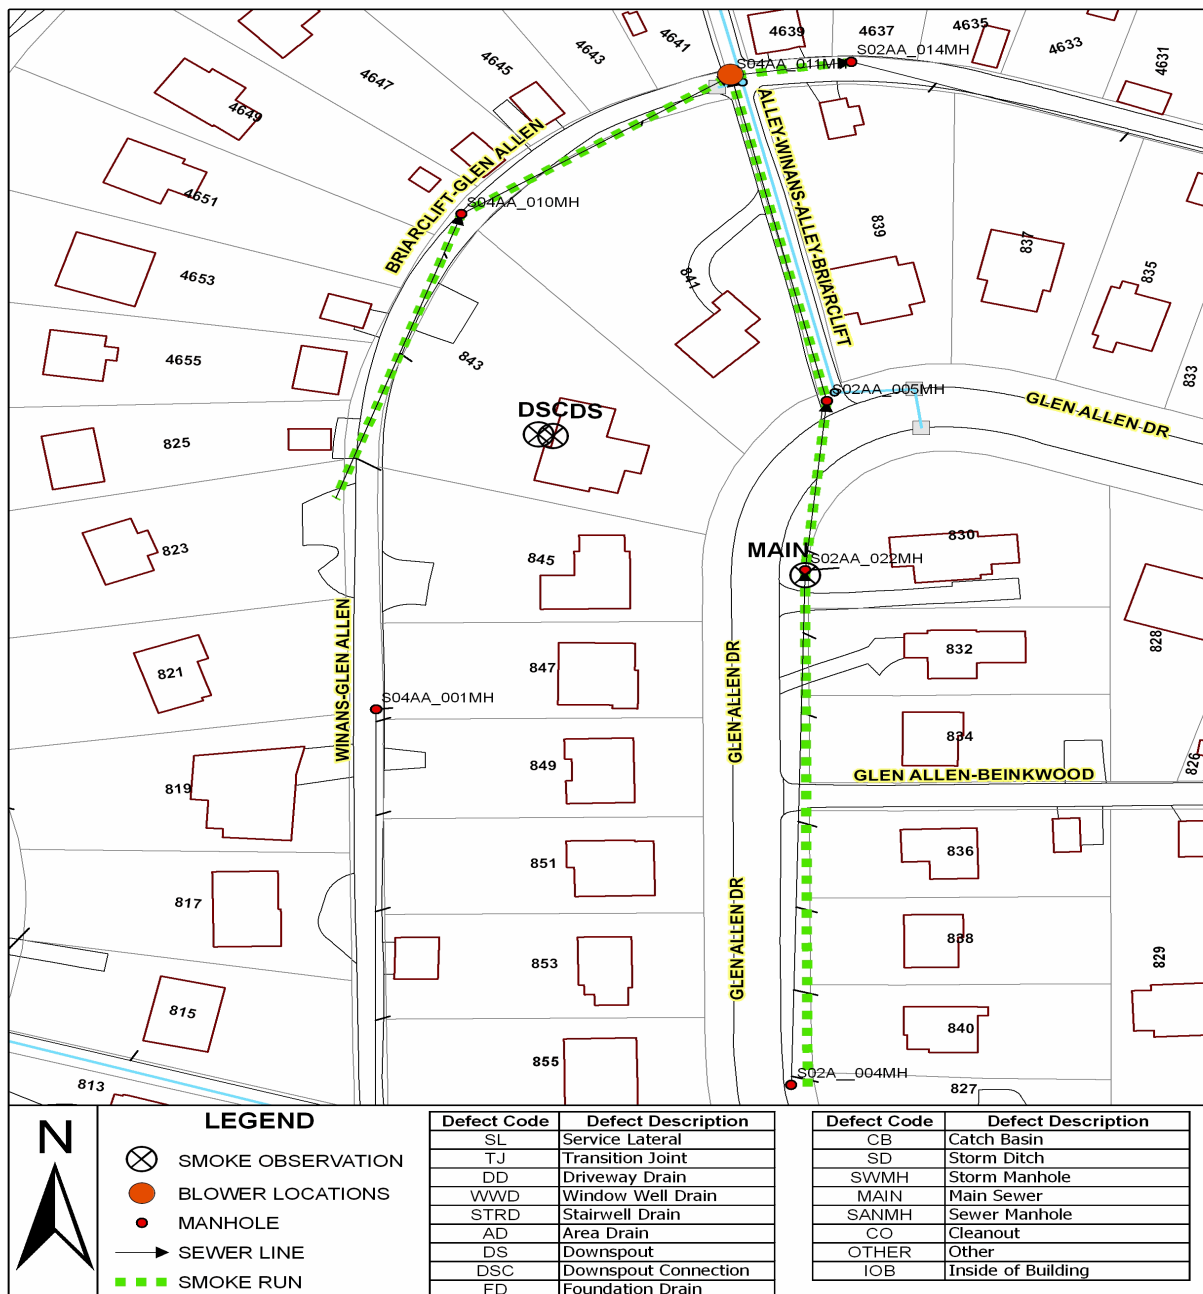 4639
4637
4635
4633
4631
4641
4643
4645
4647
4649
4651
4653
4655
S02AA_014MH
S04AA_011MH
S04AA_010MH
BRIARCLIFT-GLEN ALLEN
ALLEY-WINANS-ALLEY-BRIARCLIFT
839
837
835
833
841
843
S02AA_005MH
GLEN ALLEN DR
DSCDS
825
823
845
MAIN
S02AA_022MH
830
828
832
821
847
S04AA_001MH
WINANS-GLEN ALLEN
GLEN ALLEN DR
834
826
849
819
GLEN ALLEN-BEINKWOOD
851
836
817
GLEN ALLEN DR
838
829
853
815
840
855
S02A__004MH
813
827
N
LEGEND
SMOKE OBSERVATION
BLOWER LOCATIONS
MANHOLE
SEWER LINE
SMOKE RUN
Defect Code Defect Description
SL Service Lateral
TJ Transition Joint
DD Driveway Drain
WWD Window Well Drain
STRD Stairwell Drain
AD Area Drain
DS Downspout
DSC Downspout Connection
FD Foundation Drain
Defect Code Defect Description
CB Catch Basin
SD Storm Ditch
SWMH Storm Manhole
MAIN Main Sewer
SANMH Sewer Manhole
CO Cleanout
OTHER Other
IOB Inside of Building